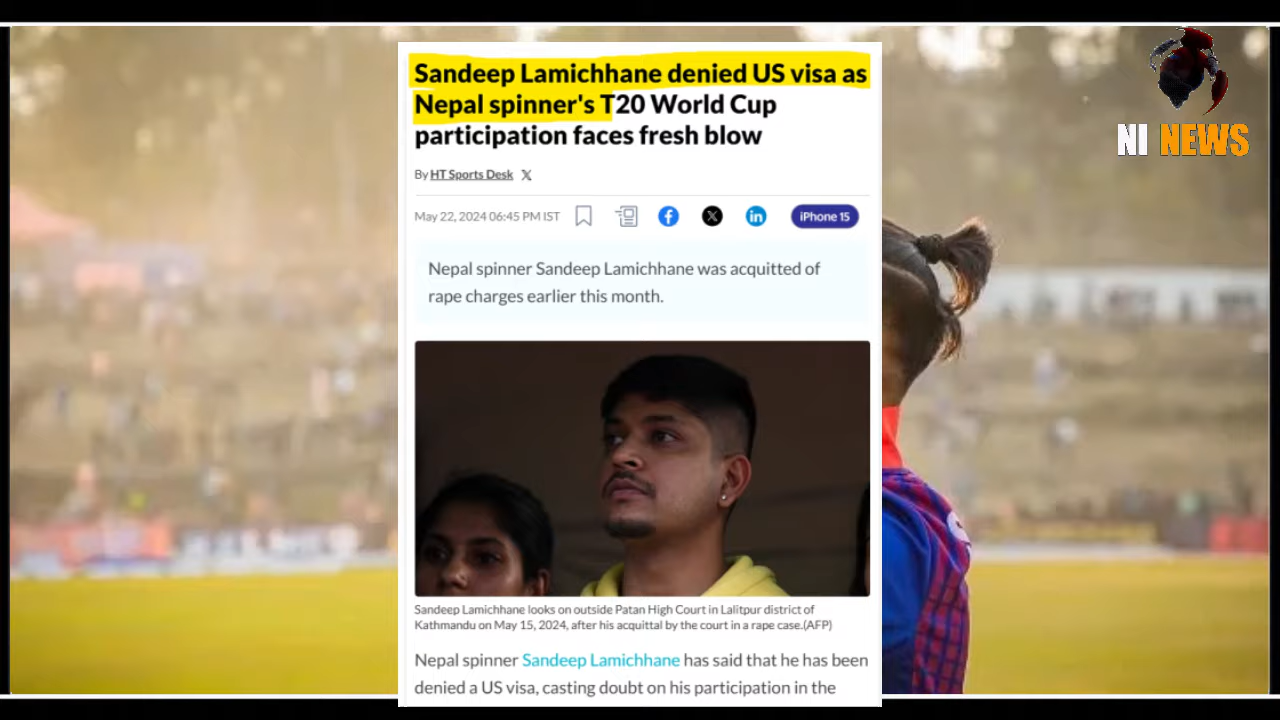 Sandeep Lamichhane denied US visa as
Nepal spinner's T20 World Cup
participation faces fresh blow
By HT Sports Desk
May 22, 2024 06:45 PM IST
iPhone 15
Nepal spinner Sandeep Lamichhane was acquitted of
rape charges earlier this month.
Sandeep Lamichhane looks on outside Patan High Court in Lalitpur district of
Kathmandu on May 15, 2024, after his acquittal by the court in a rape case.(AFP)
Nepal spinner Sandeep Lamichhane has said that he has been
denied a US visa, casting doubt on his participation in the
NI NEWS